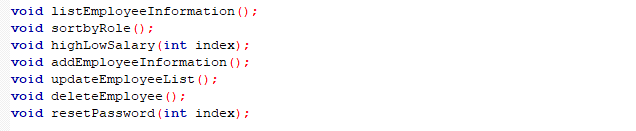 void listEmployeeInformation();
void sortbyRole();
void highLowSalary(int index);
void addEmployeeInformation();
void updateEmployeeList();
void deleteEmployee();
void resetPassword(int index);